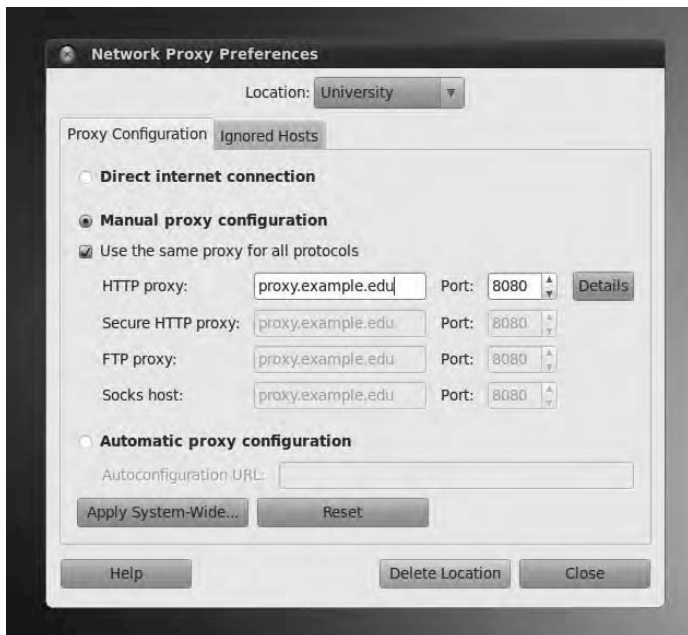 Network Proxy Preferences
Location: University
Proxy Configuration Ignored Hosts
Direct internet connection
Manual proxy configuration
Use the same proxy for all protocols
HTTP proxy: proxy.example.edu Port: 8080 Details
Secure HTTP proxy: proxy.example.edu Port: 8080
FTP proxy: proxy.example.edu Port: 8080
Socks host: proxy.example.edu Port: 8080
Automatic proxy configuration
Autoconfiguration URL:
Apply System-Wide... Reset
Help Delete Location Close